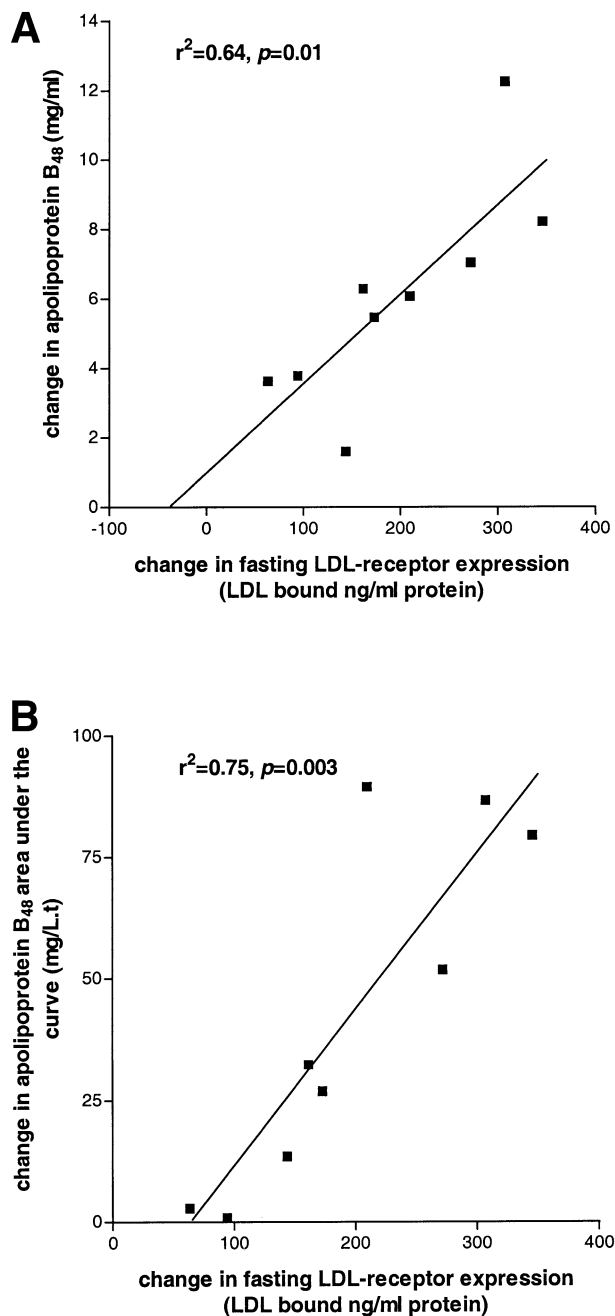 A
r²=0.64, p=0.01
change in apolipoprotein B₄₈ (mg/ml)
14
12
10
8
6
4
2
0
-100
0
100
200
300
400
change in fasting LDL-receptor expression
(LDL bound ng/ml protein)
B
r²=0.75, p=0.003
change in apolipoprotein B₄₈ area under the
curve (mg/L.t)
100
75
50
25
0
0
100
200
300
400
change in fasting LDL-receptor expression
(LDL bound ng/ml protein)